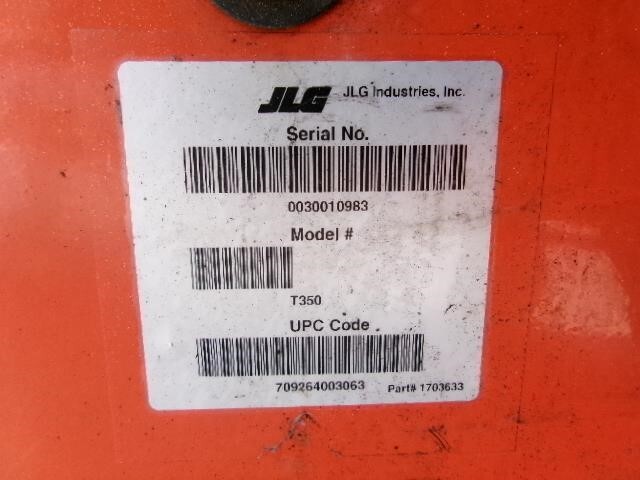 JLG JLG Industries, Inc.
Serial No.
0030010983
Model #
T350
UPC Code
709264003063 Part# 1703633